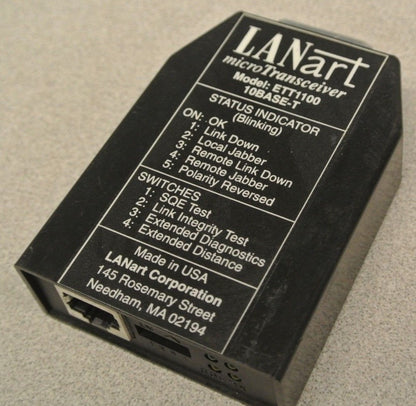 LANart
microTransceiver
Model: ETT1100
10BASE-T
STATUS INDICATOR
(Blinking)
ON: OK
1: Link Down
2: Local Jabber
3: Remote Link Down
4: Remote Jabber
5: Polarity Reversed
SWITCHES
1: SQE Test
2: Link Integrity Test
3: Extended Diagnostics
4: Extended Distance
Made in USA
LANart Corporation
145 Rosemary Street
Needham, MA 02194